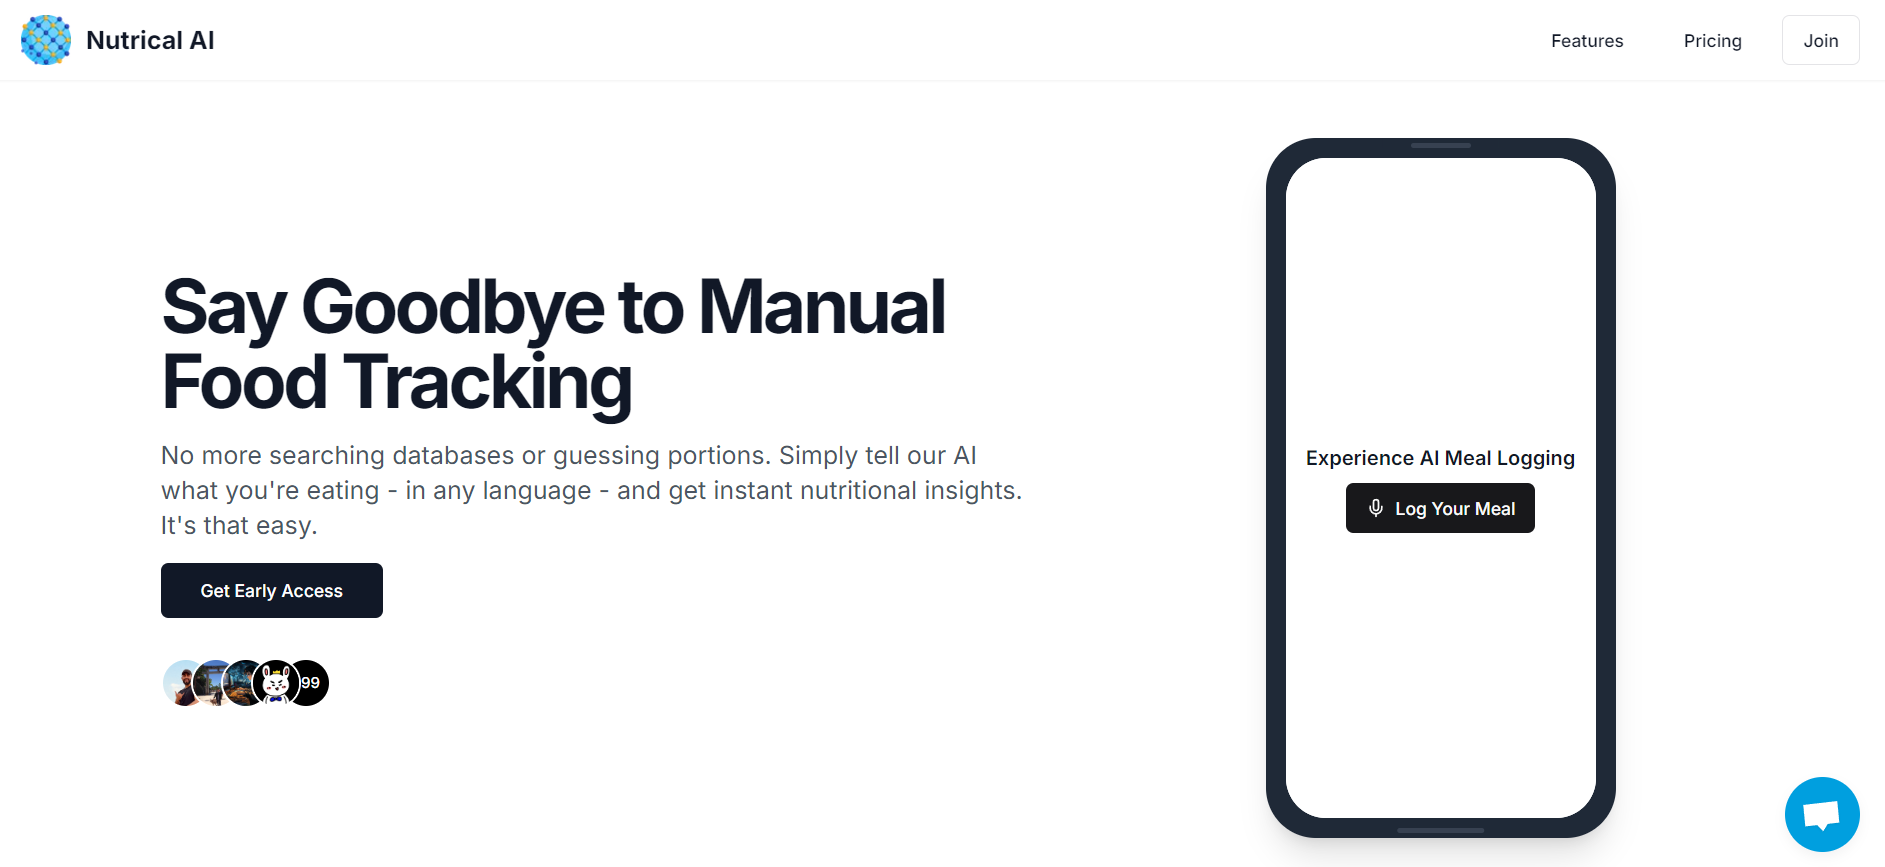 Nutrical AI
Features
Pricing
Join
Say Goodbye to Manual
Food Tracking
No more searching databases or guessing portions. Simply tell our AI
what you're eating - in any language - and get instant nutritional insights.
It's that easy.
Get Early Access
99
Experience AI Meal Logging
Log Your Meal